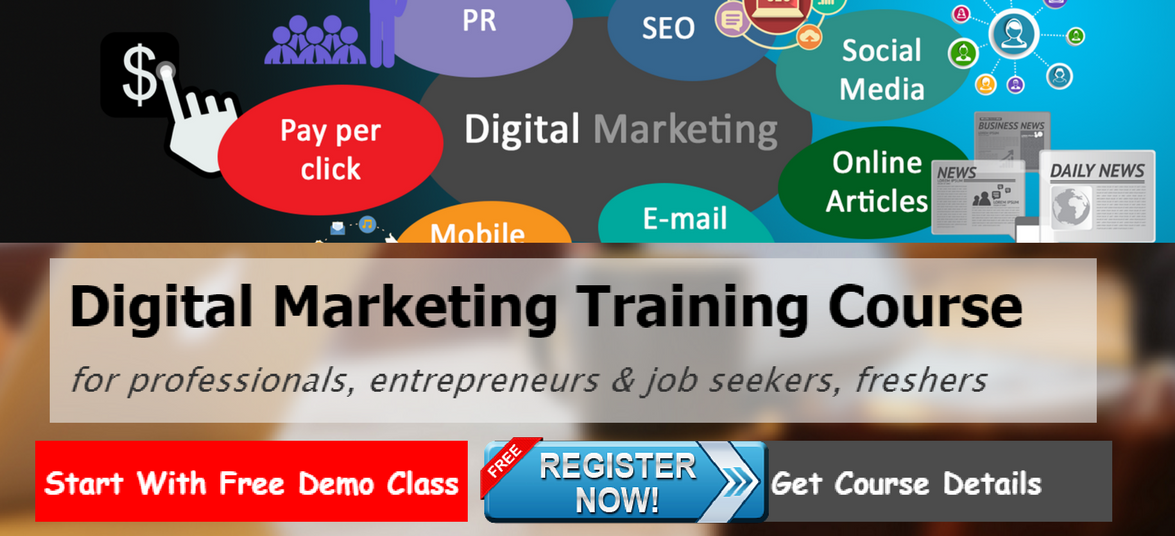 PR
SEO
Social
Media
$
Pay per
click
Digital Marketing
Online
Articles
BUSINESS NEWS
NEWS
DAILY NEWS
Mobile
E-mail
Digital Marketing Training Course
for professionals, entrepreneurs & job seekers, freshers
Start With Free Demo Class
FREE
REGISTER
NOW!
Get Course Details